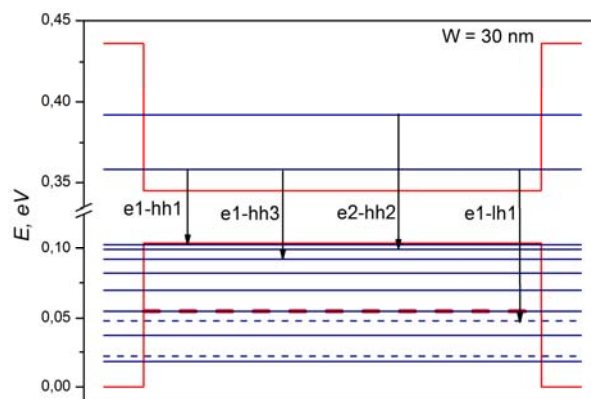 0,45
W = 30 nm
0,40
0,35
E, eV
e1-hh1
e1-hh3
e2-hh2
e1-lh1
0,10
0,05
0,00